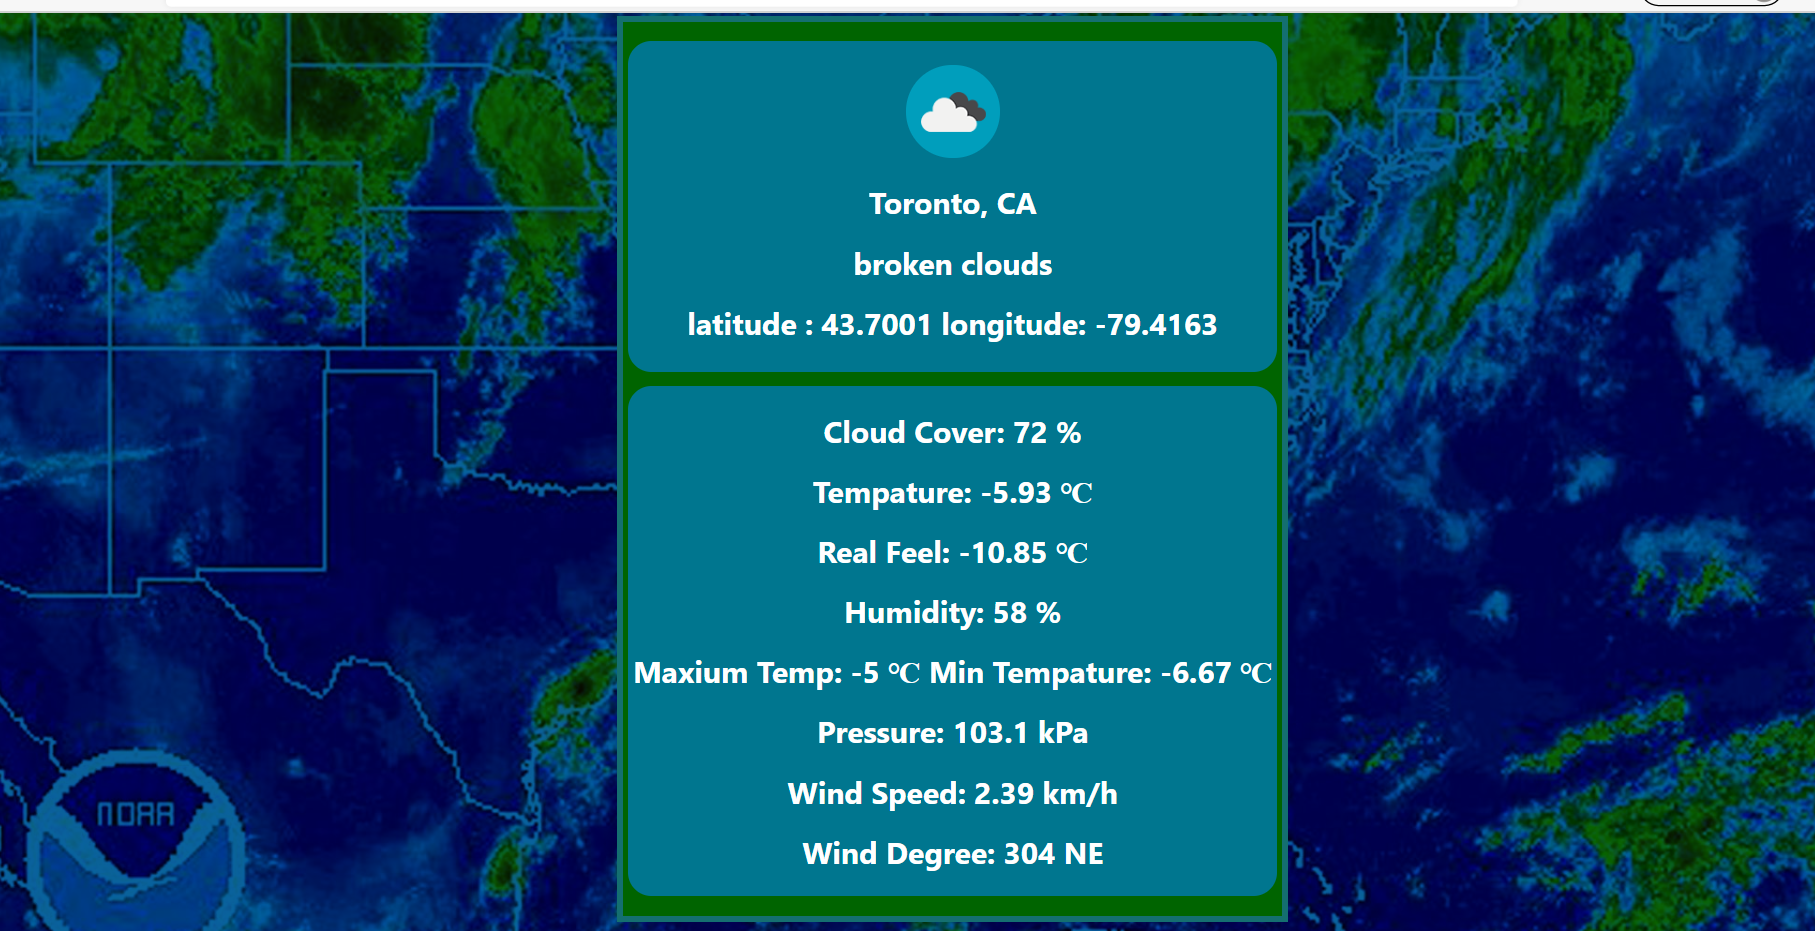 Toronto, CA
broken clouds
latitude : 43.7001 longitude: -79.4163
Cloud Cover: 72 %
Tempature: -5.93 ℃
Real Feel: -10.85 ℃
Humidity: 58 %
Maxium Temp: -5 ℃ Min Tempature: -6.67 ℃
Pressure: 103.1 kPa
Wind Speed: 2.39 km/h
Wind Degree: 304 NE
NOAA